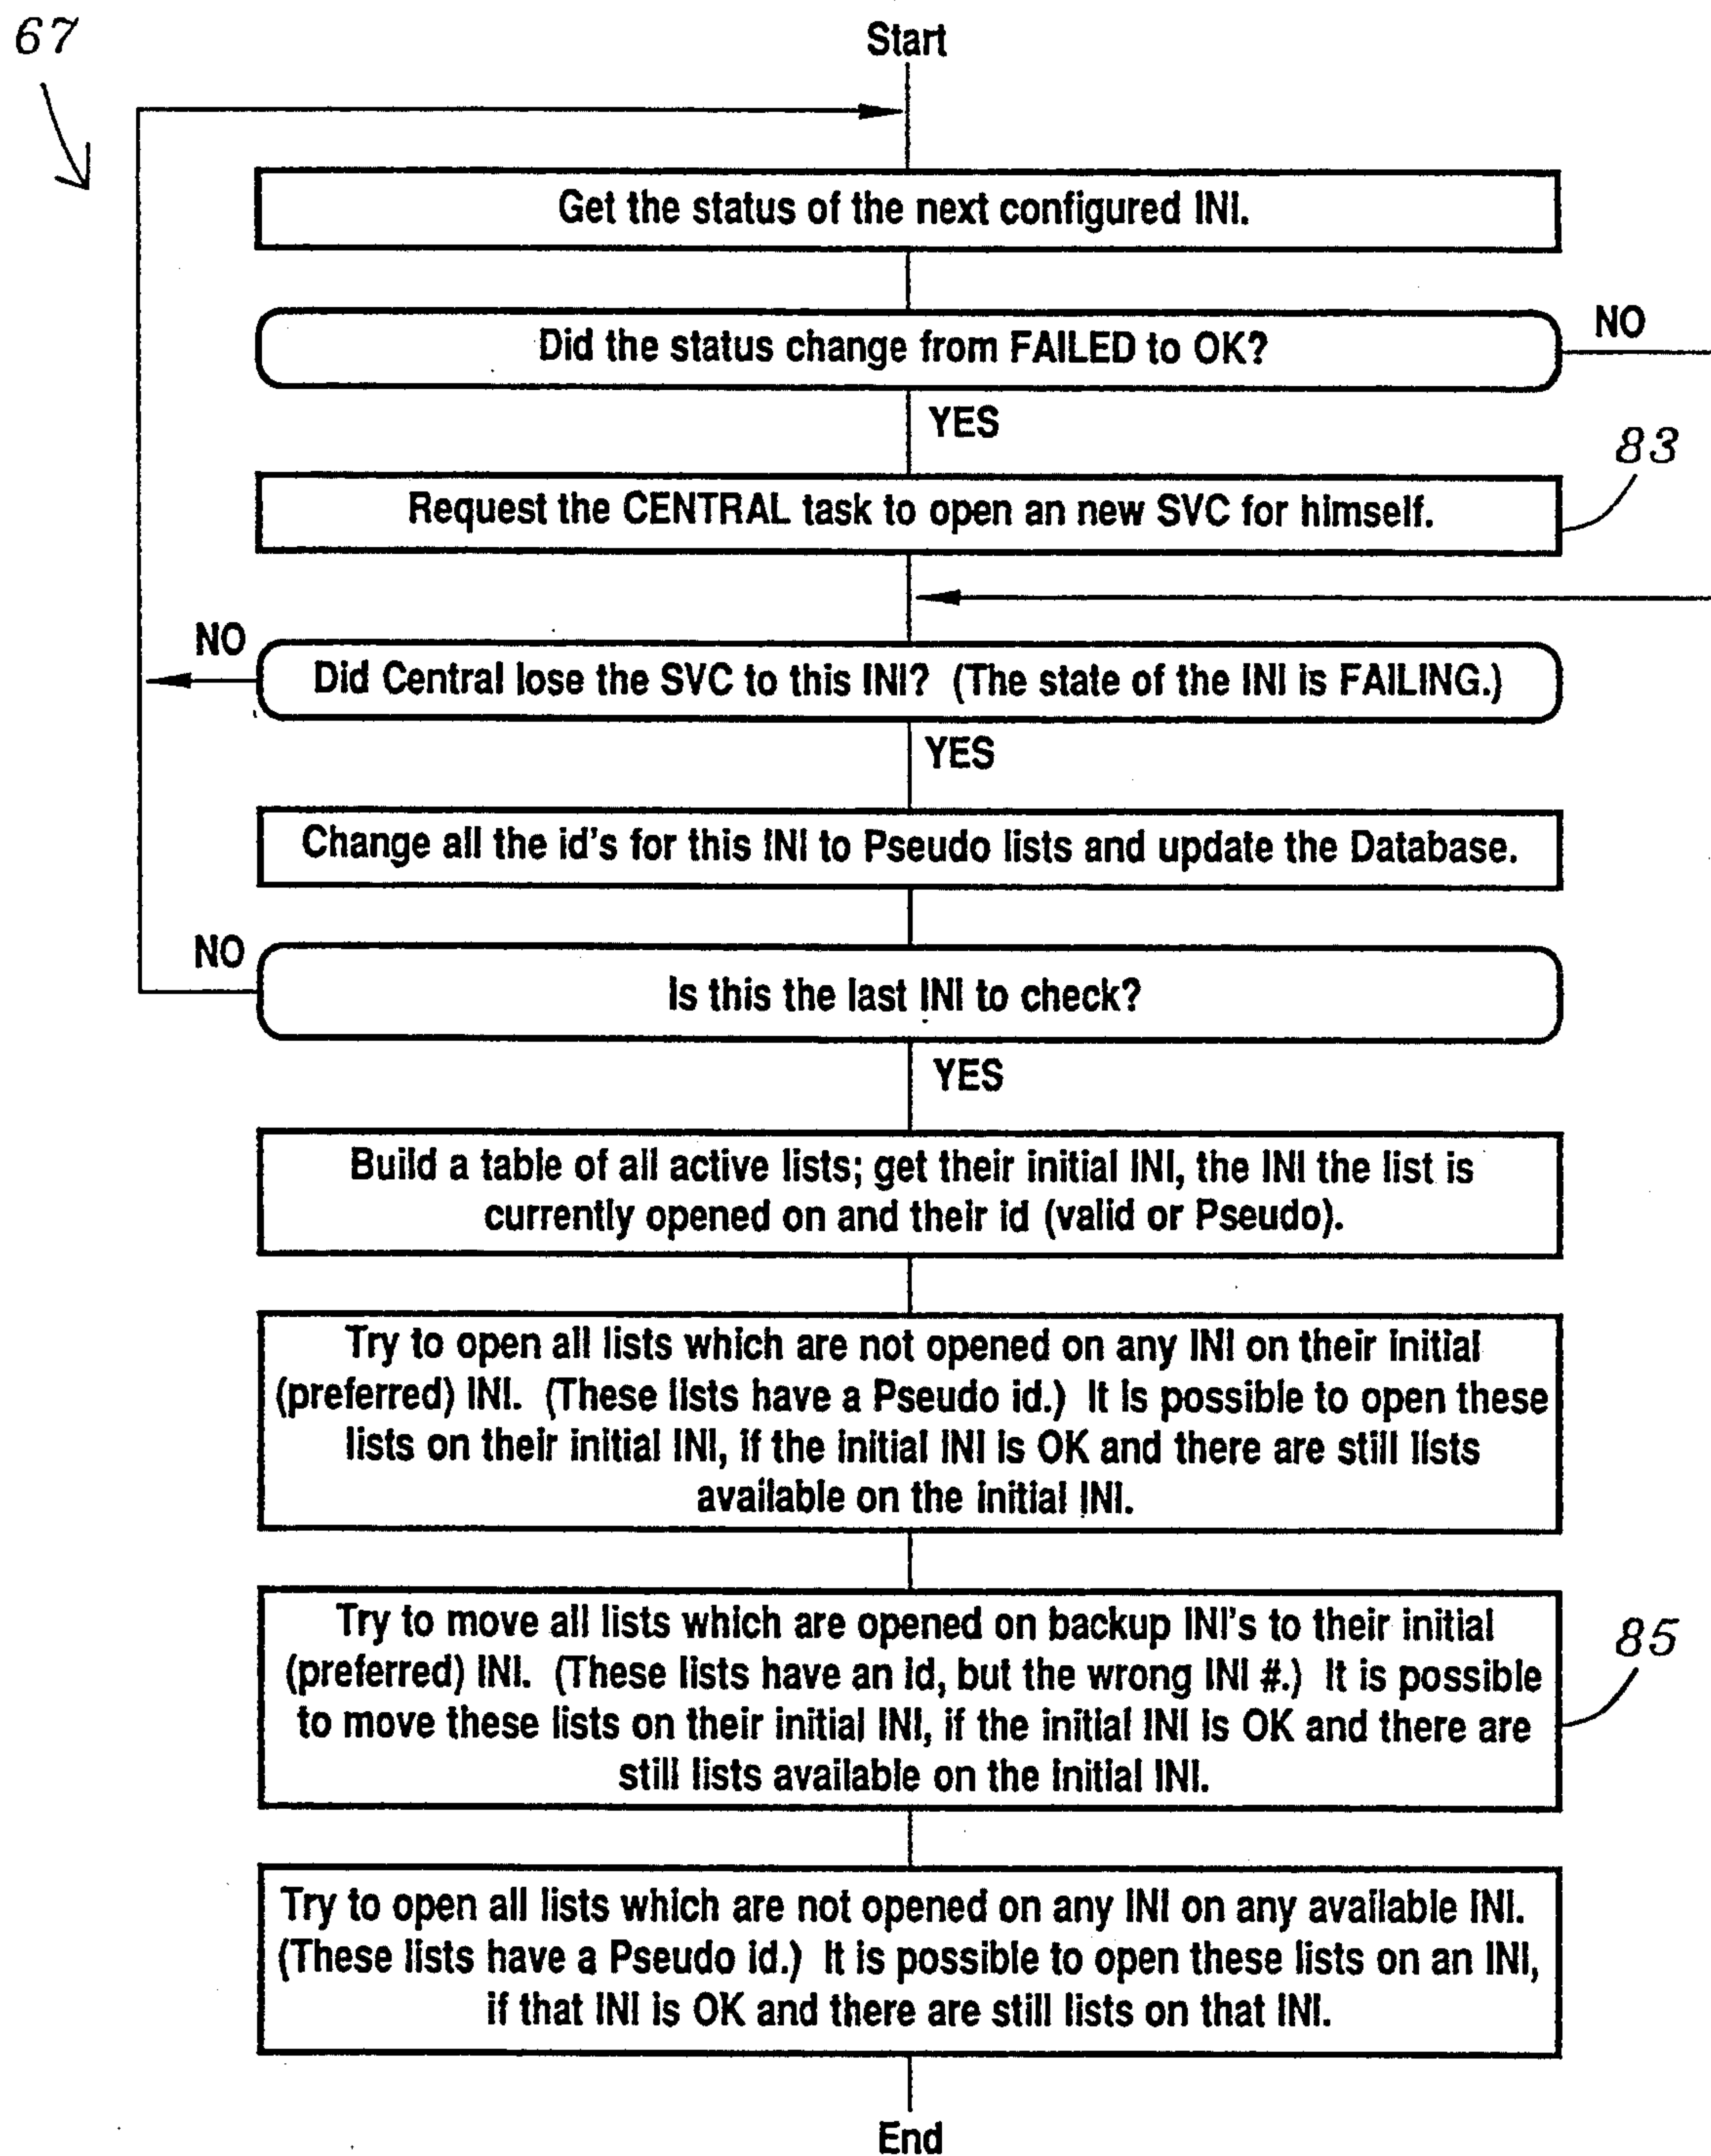 67
Start
Get the status of the next configured INI.
Did the status change from FAILED to OK?
NO
YES
83
Request the CENTRAL task to open an new SVC for himself.
NO
Did Central lose the SVC to this INI? (The state of the INI is FAILING.)
YES
Change all the id's for this INI to Pseudo lists and update the Database.
NO
Is this the last INI to check?
YES
Build a table of all active lists; get their initial INI, the INI the list is
currently opened on and their id (valid or Pseudo).
Try to open all lists which are not opened on any INI on their initial
(preferred) INI. (These lists have a Pseudo id.) It is possible to open these
lists on their initial INI, if the initial INI is OK and there are still lists
available on the initial INI.
Try to move all lists which are opened on backup INI's to their initial
(preferred) INI. (These lists have an id, but the wrong INI #.) It is possible
to move these lists on their initial INI, if the initial INI is OK and there are
still lists available on the initial INI.
85
Try to open all lists which are not opened on any INI on any available INI.
(These lists have a Pseudo id.) It is possible to open these lists on an INI,
if that INI is OK and there are still lists on that INI.
End